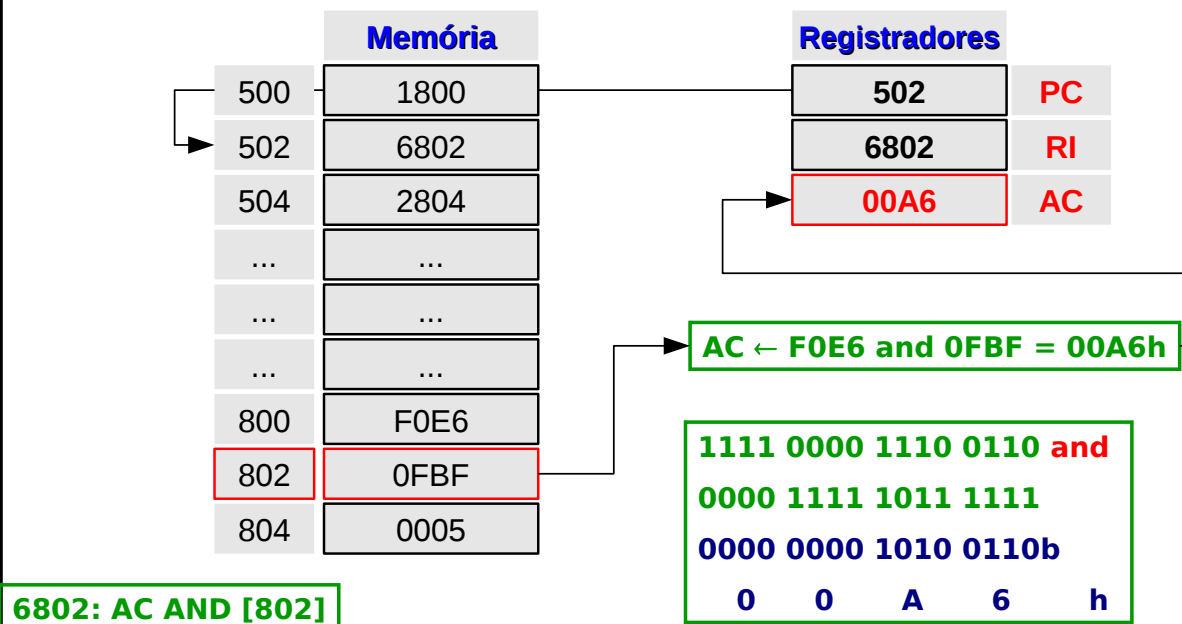 Memória Registradores
500 1800 502 PC
502 6802 6802 RI
504 2804 00A6 AC
... ...
... ...
... ...
AC ← F0E6 and 0FBF = 00A6h
800 F0E6
802 0FBF
804 0005
1111 0000 1110 0110 and
0000 1111 1011 1111
0000 0000 1010 0110b
0 0 A 6 h
6802: AC AND [802]